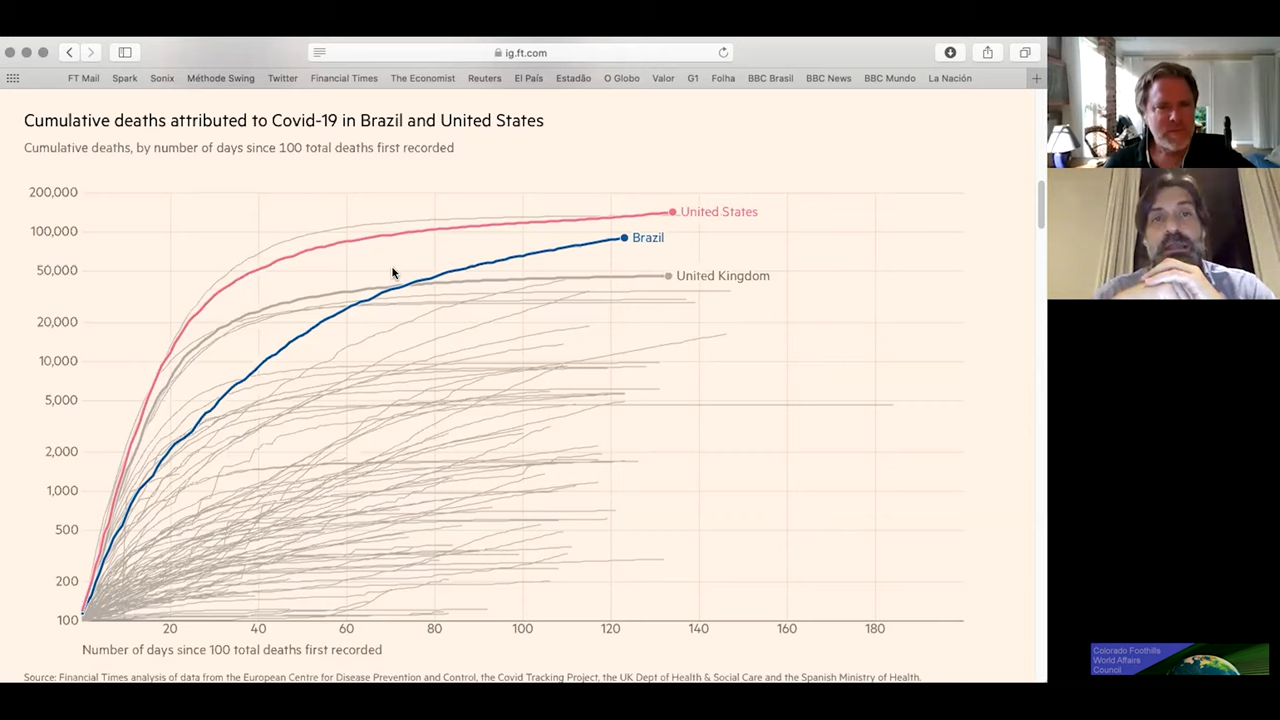 ig.ft.com
FT Mail Spark Sonix Méthode Swing Twitter Financial Times The Economist Reuters El País Estadão O Globo Valor G1 Folha BBC Brasil BBC News BBC Mundo La Nación
Cumulative deaths attributed to Covid-19 in Brazil and United States
Cumulative deaths, by number of days since 100 total deaths first recorded
200,000
United States
100,000
Brazil
50,000
United Kingdom
20,000
10,000
5,000
2,000
1,000
500
200
100
20 40 60 80 100 120 140 160 180
Number of days since 100 total deaths first recorded
Source: Financial Times analysis of data from the European Centre for Disease Prevention and Control, the Covid Tracking Project, the UK Dept of Health & Social Care and the Spanish Ministry of Health.
Colorado Foothills
World Affairs
Council